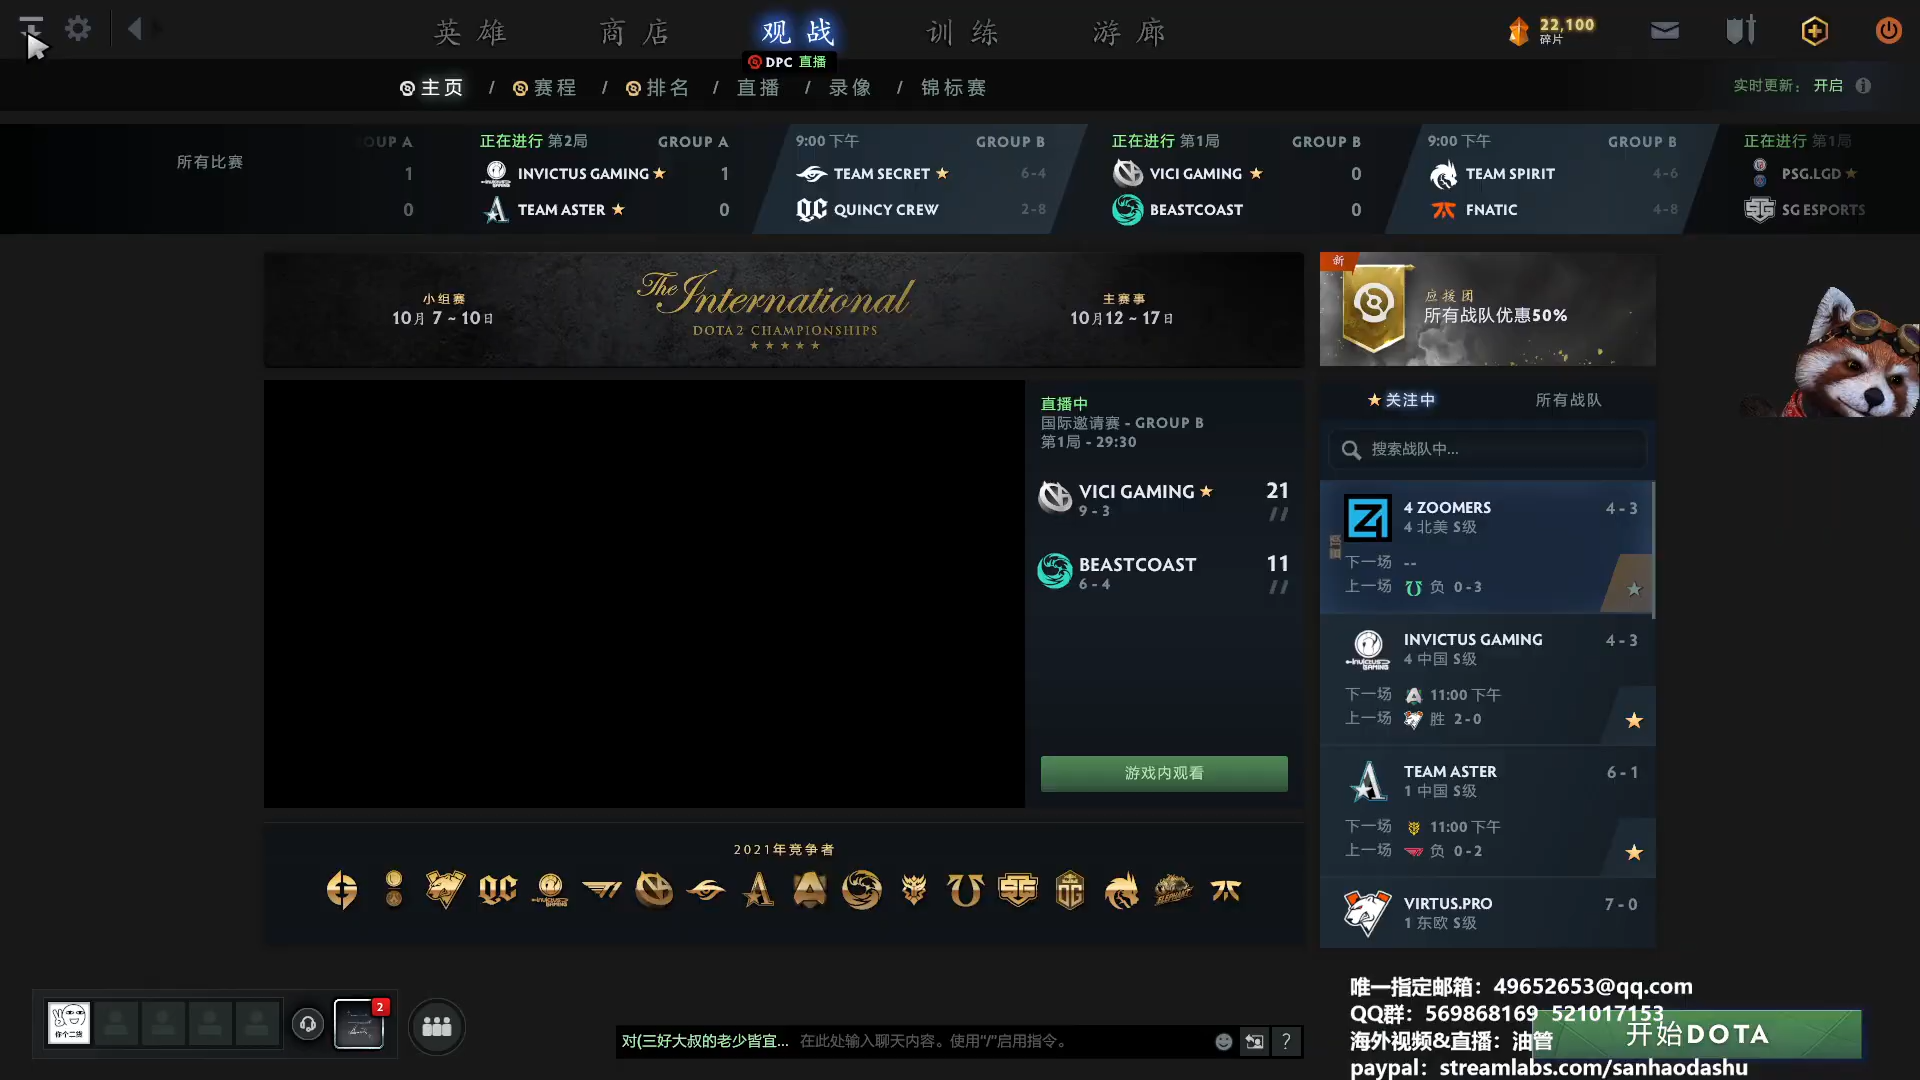 英雄
商店
观战
训练
游廊
22,100
碎片
DPC 直播
主页 / 赛程 / 排名 / 直播 / 录像 / 锦标赛
实时更新: 开启
所有比赛
OUP A
1
0
正在进行 第2局 GROUP A
INVICTUS GAMING 1
TEAM ASTER 0
9:00 下午 GROUP B
TEAM SECRET 6-4
QUINCY CREW 2-8
正在进行 第1局 GROUP B
VICI GAMING 0
BEASTCOAST 0
9:00 下午 GROUP B
TEAM SPIRIT 4-6
FNATIC 4-8
正在进行 第1局
PSG.LGD
SG ESPORTS
小组赛
10月 7 ~ 10日
The International
DOTA 2 CHAMPIONSHIPS
主赛事
10月12 ~ 17日
新
应援团
所有战队优惠50%
直播中
国际邀请赛 - GROUP B
第1局 - 29:30
VICI GAMING 21
9 - 3
BEASTCOAST 11
6 - 4
游戏内观看
关注中
所有战队
搜索战队中...
4 ZOOMERS 4 - 3
4 北美 S级
下一场 --
上一场 负 0 - 3
INVICTUS GAMING 4 - 3
4 中国 S级
下一场 11:00 下午
上一场 胜 2 - 0
TEAM ASTER 6 - 1
1 中国 S级
下一场 11:00 下午
上一场 负 0 - 2
VIRTUS.PRO 7 - 0
1 东欧 S级
2021年竞争者
你个二货
2
对(三好大叔的老少皆宜... 在此处输入聊天内容。使用"/"启用指令。
?
唯一指定邮箱：49652653@qq.com
QQ群：569868169 521017153
海外视频&直播：油管
paypal：streamlabs.com/sanhaodashu
开始DOTA